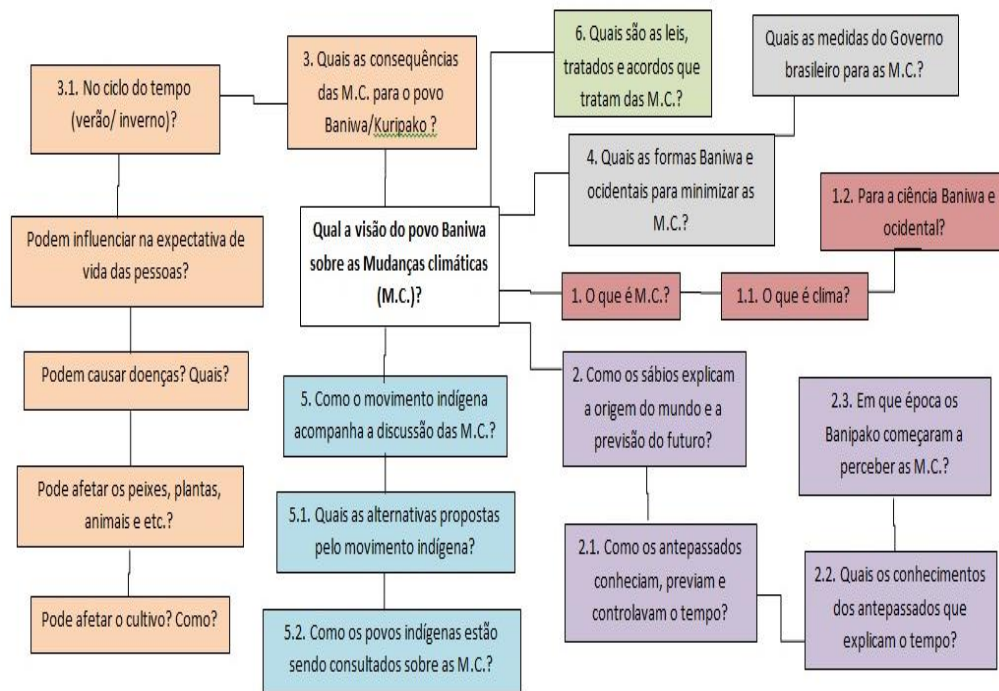 3.1. No ciclo do tempo
(verão/ inverno)?
3. Quais as consequências
das M.C. para o povo
Baniwa/Kuripako ?
6. Quais são as leis,
tratados e acordos que
tratam das M.C.?
Quais as medidas do Governo
brasileiro para as M.C.?
4. Quais as formas Baniwa e
ocidentais para minimizar as
M.C.?
1.2. Para a ciência Baniwa e
ocidental?
Podem influenciar na expectativa de
vida das pessoas?
Qual a visão do povo Baniwa
sobre as Mudanças climáticas
(M.C.)?
1. O que é M.C.?
1.1. O que é clima?
Podem causar doenças? Quais?
5. Como o movimento indígena
acompanha a discussão das M.C.?
2. Como os sábios explicam
a origem do mundo e a
previsão do futuro?
2.3. Em que época os
Banipako começaram a
perceber as M.C.?
Pode afetar os peixes, plantas,
animais e etc.?
5.1. Quais as alternativas propostas
pelo movimento indígena?
2.1. Como os antepassados
conheciam, previam e
controlavam o tempo?
2.2. Quais os conhecimentos
dos antepassados que
explicam o tempo?
Pode afetar o cultivo? Como?
5.2. Como os povos indígenas estão
sendo consultados sobre as M.C.?